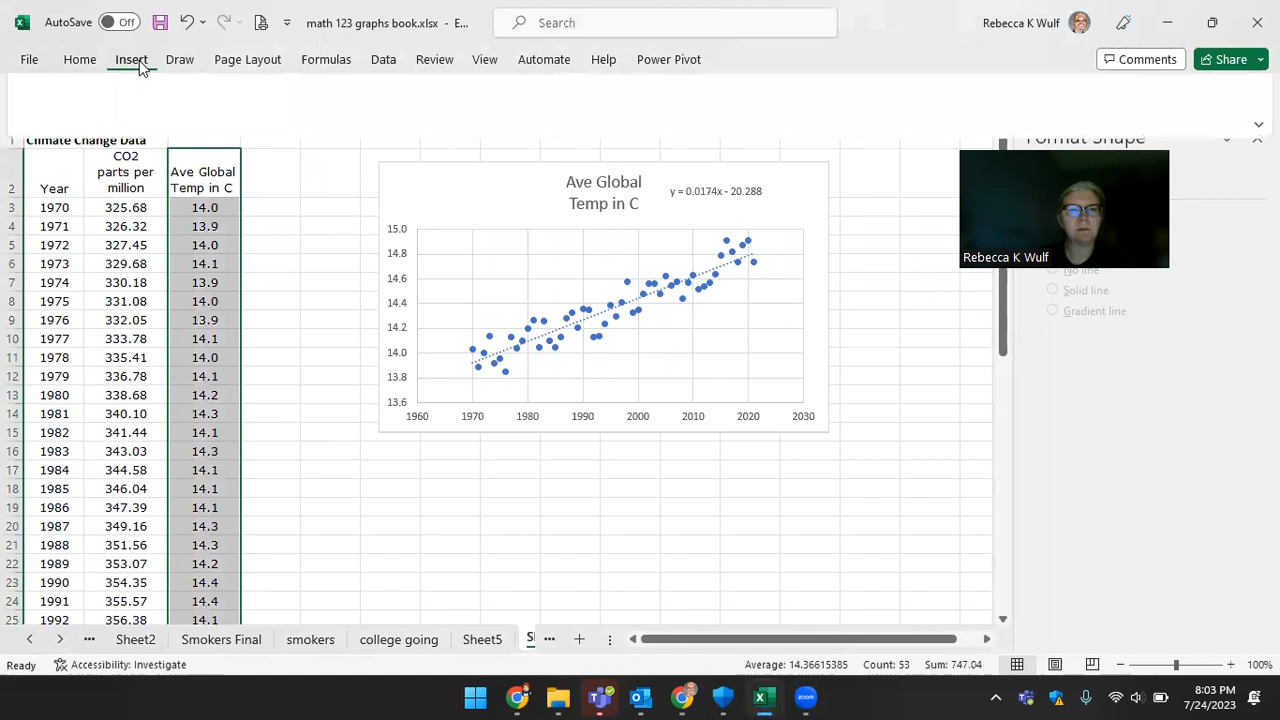 AutoSave Off math 123 graphs book.xlsx - E... Search Rebecca K Wulf
File Home Insert Draw Page Layout Formulas Data Review View Automate Help Power Pivot Comments Share
1 Climate Change Data
Format Shape
2 Year CO2 parts per million Ave Global Temp in C
3 1970 325.68 14.0
4 1971 326.32 13.9
5 1972 327.45 14.0
6 1973 329.68 14.1
7 1974 330.18 13.9
8 1975 331.08 14.0
9 1976 332.05 13.9
10 1977 333.78 14.1
11 1978 335.41 14.0
12 1979 336.78 14.1
13 1980 338.68 14.2
14 1981 340.10 14.3
15 1982 341.44 14.1
16 1983 343.03 14.3
17 1984 344.58 14.1
18 1985 346.04 14.1
19 1986 347.39 14.1
20 1987 349.16 14.3
21 1988 351.56 14.3
22 1989 353.07 14.2
23 1990 354.35 14.4
24 1991 355.57 14.4
25 1992 356.38 14.1
Ave Global
Temp in C
y = 0.0174x - 20.288
15.0
14.8
14.6
14.4
14.2
14.0
13.8
13.6
1960 1970 1980 1990 2000 2010 2020 2030
Rebecca K Wulf
No line
Solid line
Gradient line
Sheet2 Smokers Final smokers college going Sheet5
Ready Accessibility: Investigate Average: 14.36615385 Count: 53 Sum: 747.04 100%
8:03 PM
7/24/2023